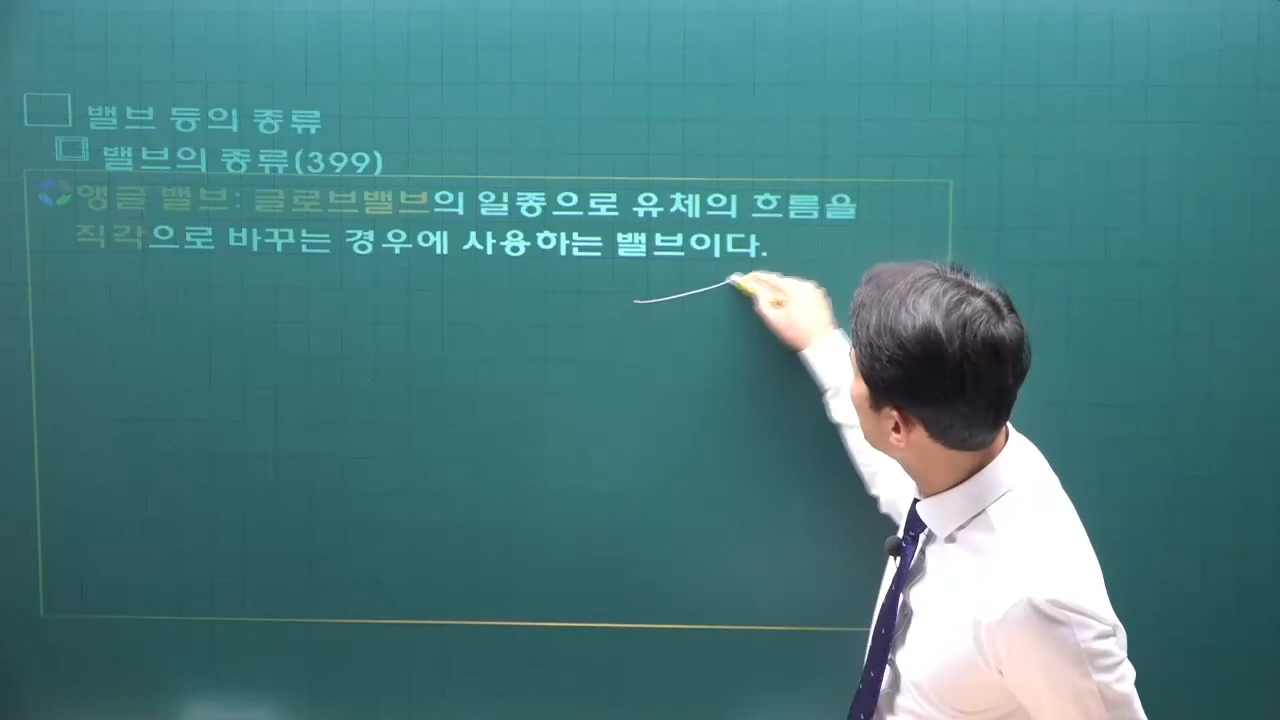 밸브 등의 종류
밸브의 종류(399)
앵글 밸브: 글로브밸브의 일종으로 유체의 흐름을
직각으로 바꾸는 경우에 사용하는 밸브이다.